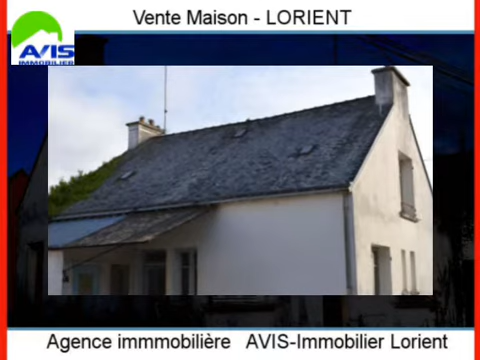 Vente Maison - LORIENT
AVIS
IMMOBILIER
Agence immmobilière AVIS-Immobilier Lorient